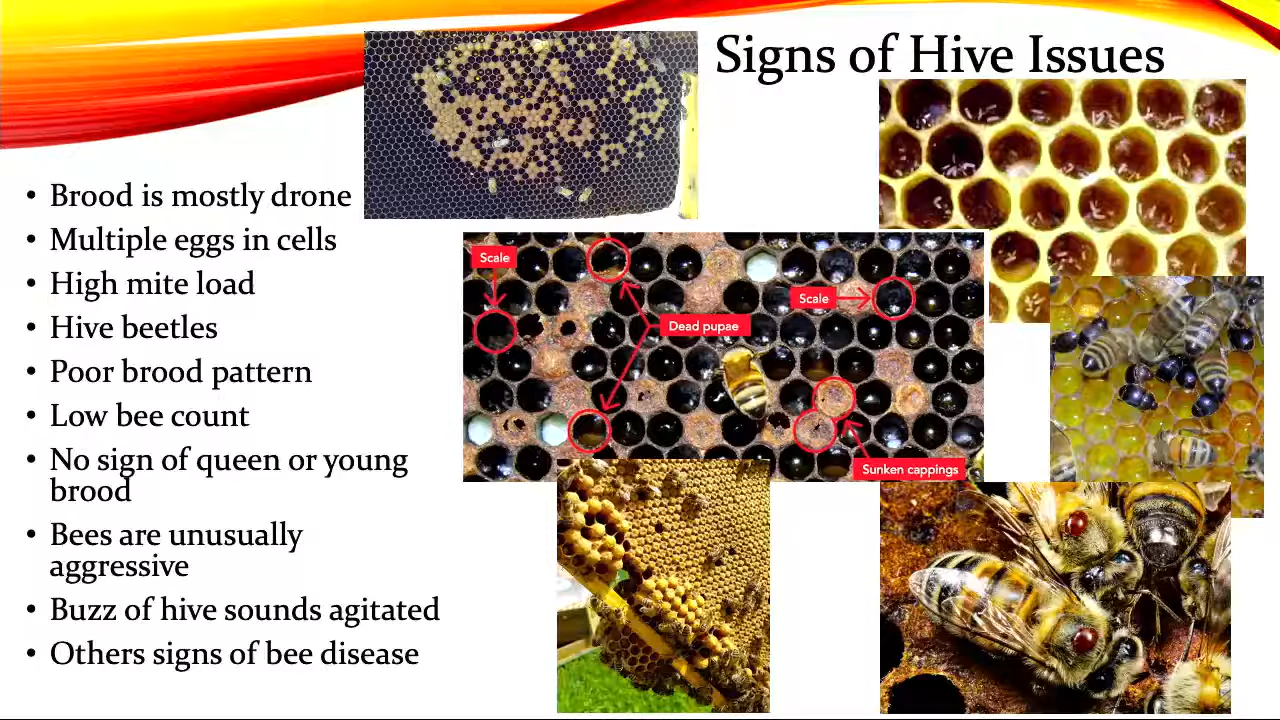 Signs of Hive Issues
• Brood is mostly drone
• Multiple eggs in cells
• High mite load
• Hive beetles
• Poor brood pattern
• Low bee count
• No sign of queen or young
brood
• Bees are unusually
aggressive
• Buzz of hive sounds agitated
• Others signs of bee disease
Scale
Scale
Dead pupae
Sunken cappings